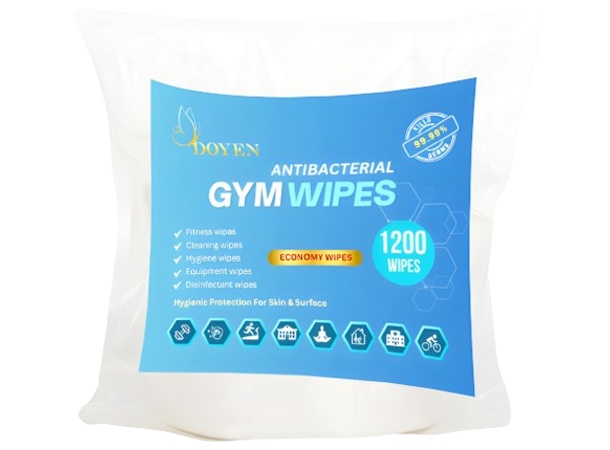 DOYEN
KILLS
99.99%
GERMS
ANTIBACTERIAL
GYM WIPES
✓ Fitness wipes
✓ Cleaning wipes
✓ Hygiene wipes
✓ Equipment wipes
✓ Disinfectant wipes
ECONOMY WIPES
1200
WIPES
Hygienic Protection For Skin & Surface